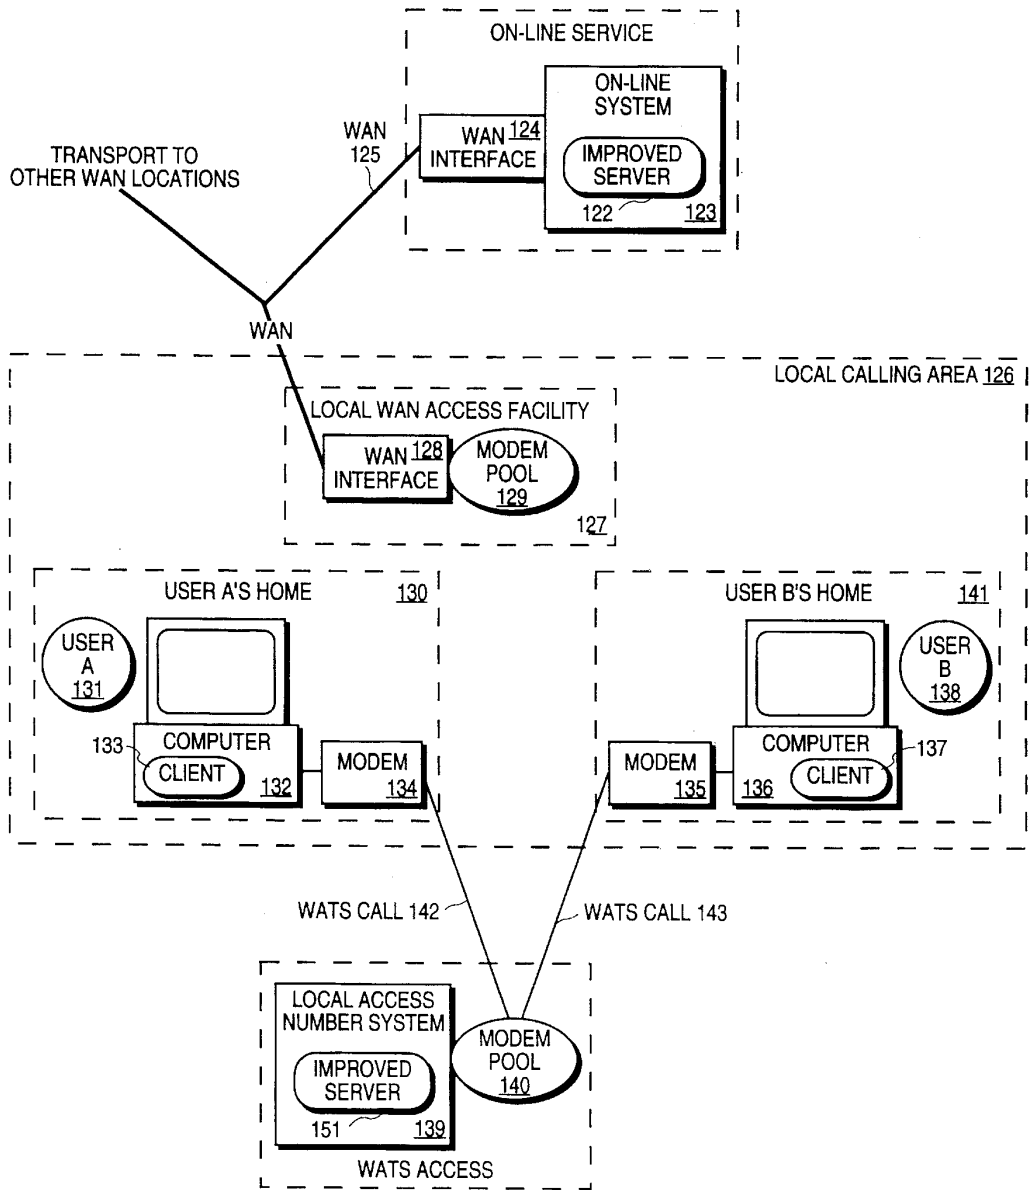 ON-LINE SERVICE
ON-LINE
SYSTEM
WAN
125
124
WAN
INTERFACE
IMPROVED
SERVER
122
123
TRANSPORT TO
OTHER WAN LOCATIONS
WAN
LOCAL CALLING AREA 126
LOCAL WAN ACCESS FACILITY
128
WAN
INTERFACE
MODEM
POOL
129
127
USER A'S HOME
130
USER
A
131
COMPUTER
133
CLIENT
132
MODEM
134
USER B'S HOME
141
USER
B
138
MODEM
135
COMPUTER
137
CLIENT
136
WATS CALL 142
WATS CALL 143
LOCAL ACCESS
NUMBER SYSTEM
IMPROVED
SERVER
151
139
MODEM
POOL
140
WATS ACCESS